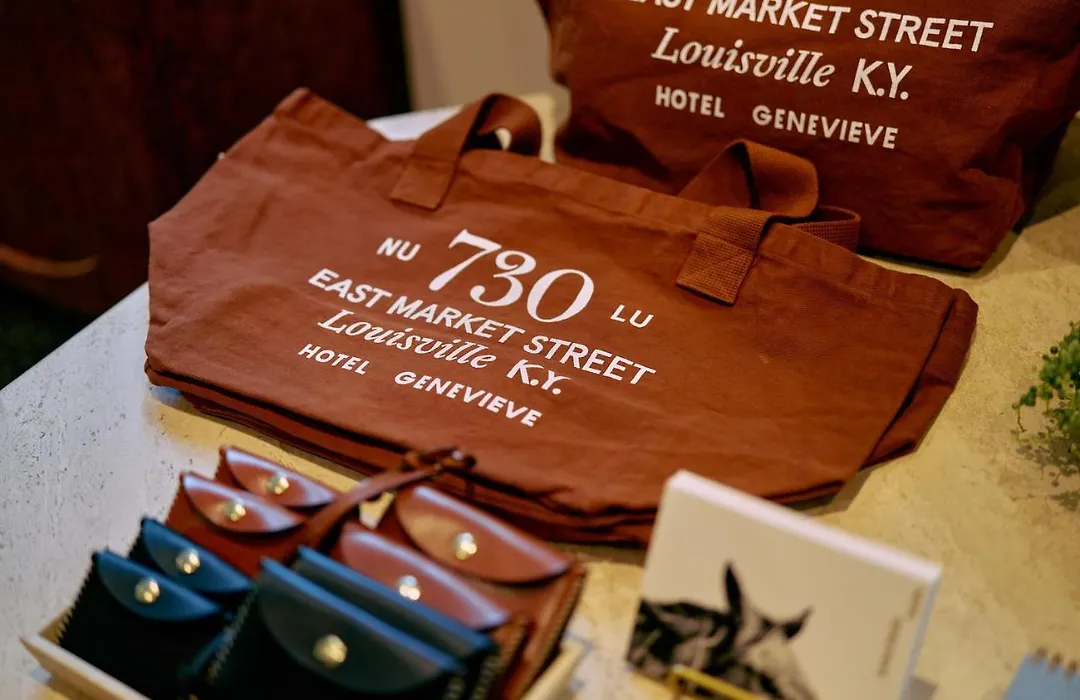 EAST MARKET STREET
Louisville K.Y.
HOTEL GENEVIEVE
NU 730 LU
EAST MARKET STREET
Louisville K.Y.
HOTEL GENEVIEVE